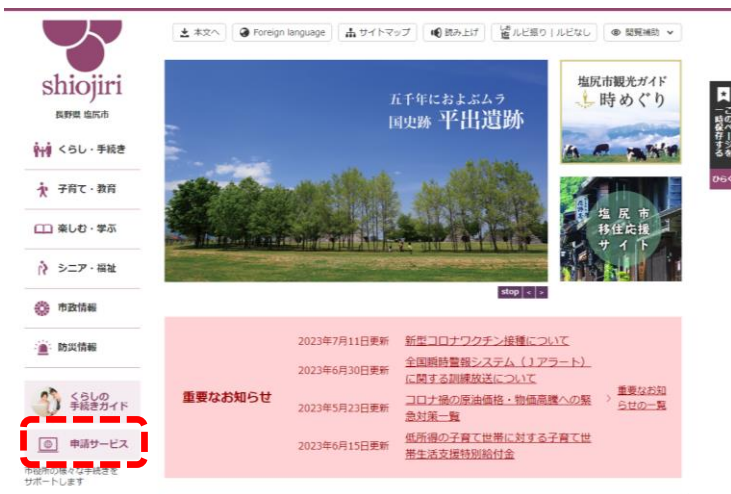 本文へ
Foreign language
サイトマップ
読み上げ
ルビ振り | ルビなし
閲覧補助
shiojiri
長野県 塩尻市
くらし・手続き
子育て・教育
楽しむ・学ぶ
シニア・福祉
市政情報
防災情報
くらしの
手続きガイド
申請サービス
市役所の様々な手続きを
サポートします
五千年におよぶムラ
国史跡 平出遺跡
stop < >
塩尻市観光ガイド
時めぐり
塩尻市
移住応援
サイト
このページを
一時保存する
ひらく
重要なお知らせ
2023年7月11日更新 新型コロナワクチン接種について
2023年6月30日更新 全国瞬時警報システム（Jアラート）
に関する訓練放送について
2023年5月23日更新 コロナ禍の原油価格・物価高騰への緊
急対策一覧
2023年6月15日更新 低所得の子育て世帯に対する子育て世
帯生活支援特別給付金
重要なお知
らせの一覧